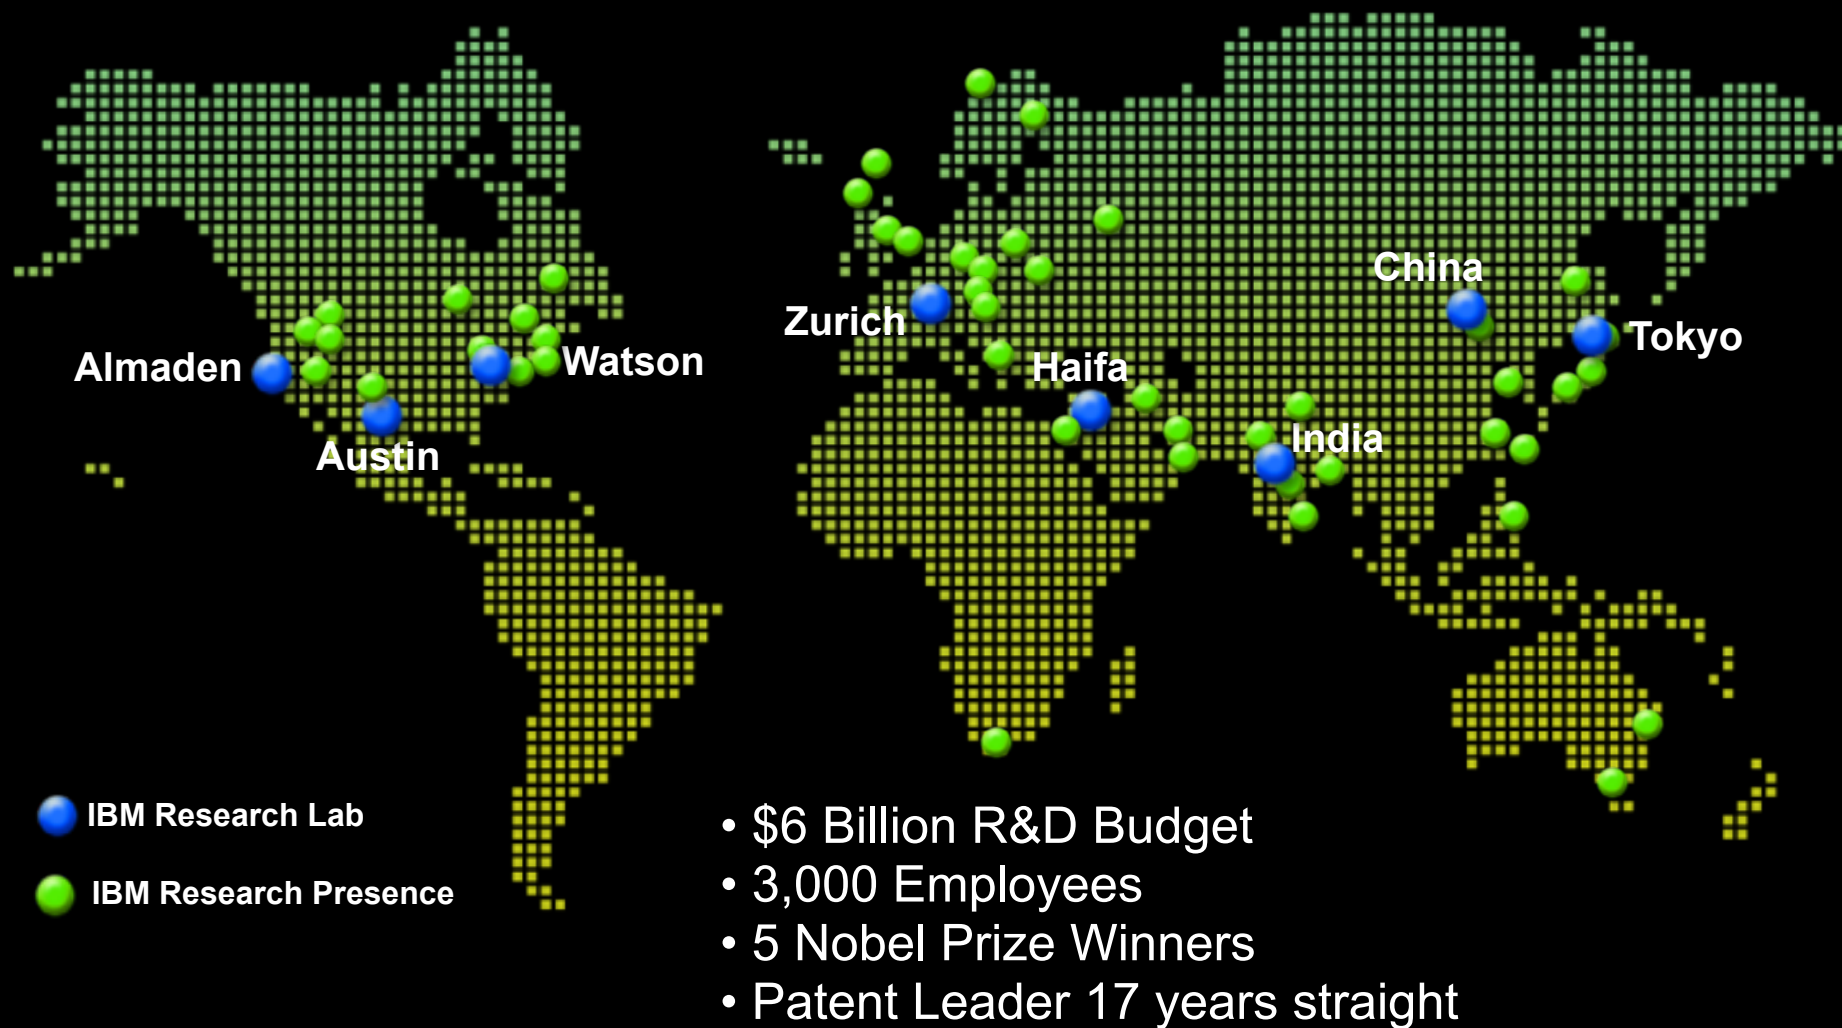 China
Zurich
Tokyo
Almaden
Watson
Haifa
Austin
India
IBM Research Lab
IBM Research Presence
• $6 Billion R&D Budget
• 3,000 Employees
• 5 Nobel Prize Winners
• Patent Leader 17 years straight